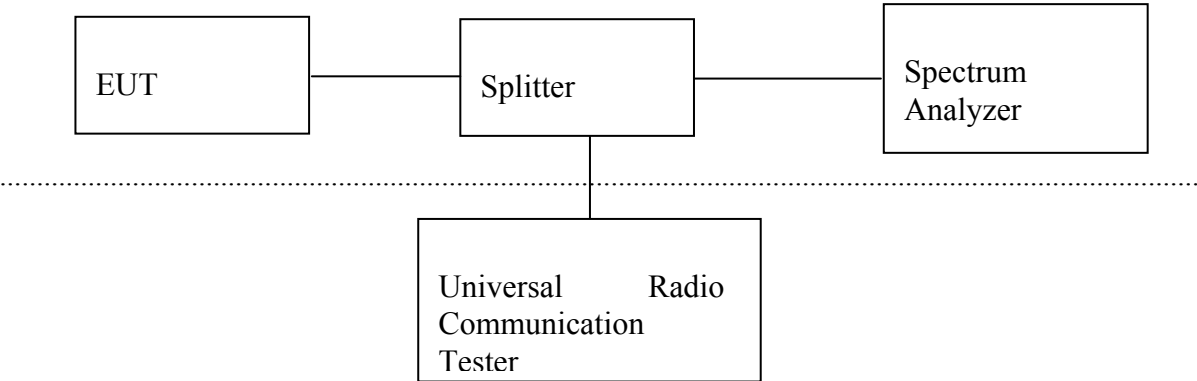 EUT
Splitter
Spectrum
Analyzer
Universal Radio
Communication
Tester